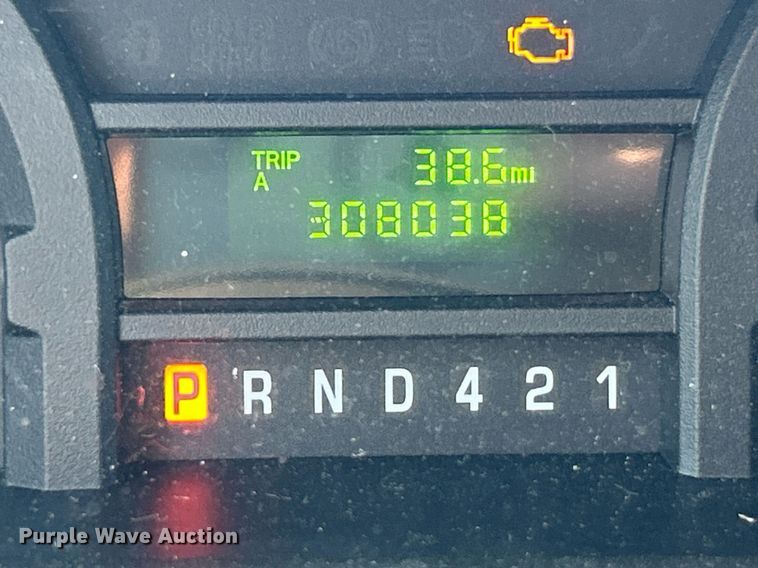 TRIP 38.6mi
A
308038
P R N D 4 2 1
Purple Wave Auction